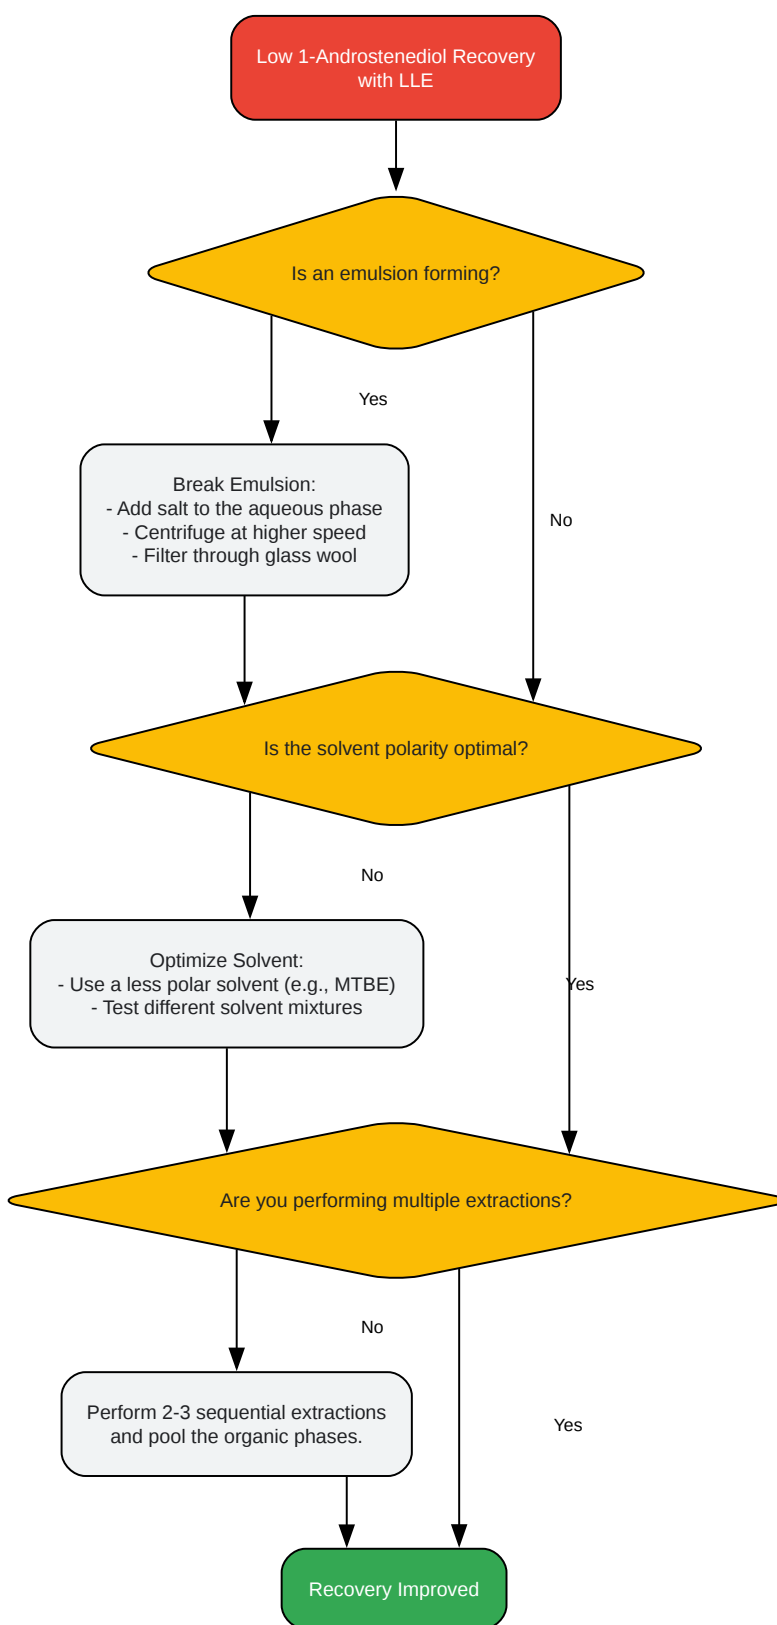 Low 1-Androstenediol Recovery
with LLE
Is an emulsion forming?
Yes
Break Emulsion:
- Add salt to the aqueous phase
- Centrifuge at higher speed
- Filter through glass wool
No
Is the solvent polarity optimal?
No
Optimize Solvent:
- Use a less polar solvent (e.g., MTBE)
- Test different solvent mixtures
Yes
Are you performing multiple extractions?
No
Perform 2-3 sequential extractions
and pool the organic phases.
Yes
Recovery Improved